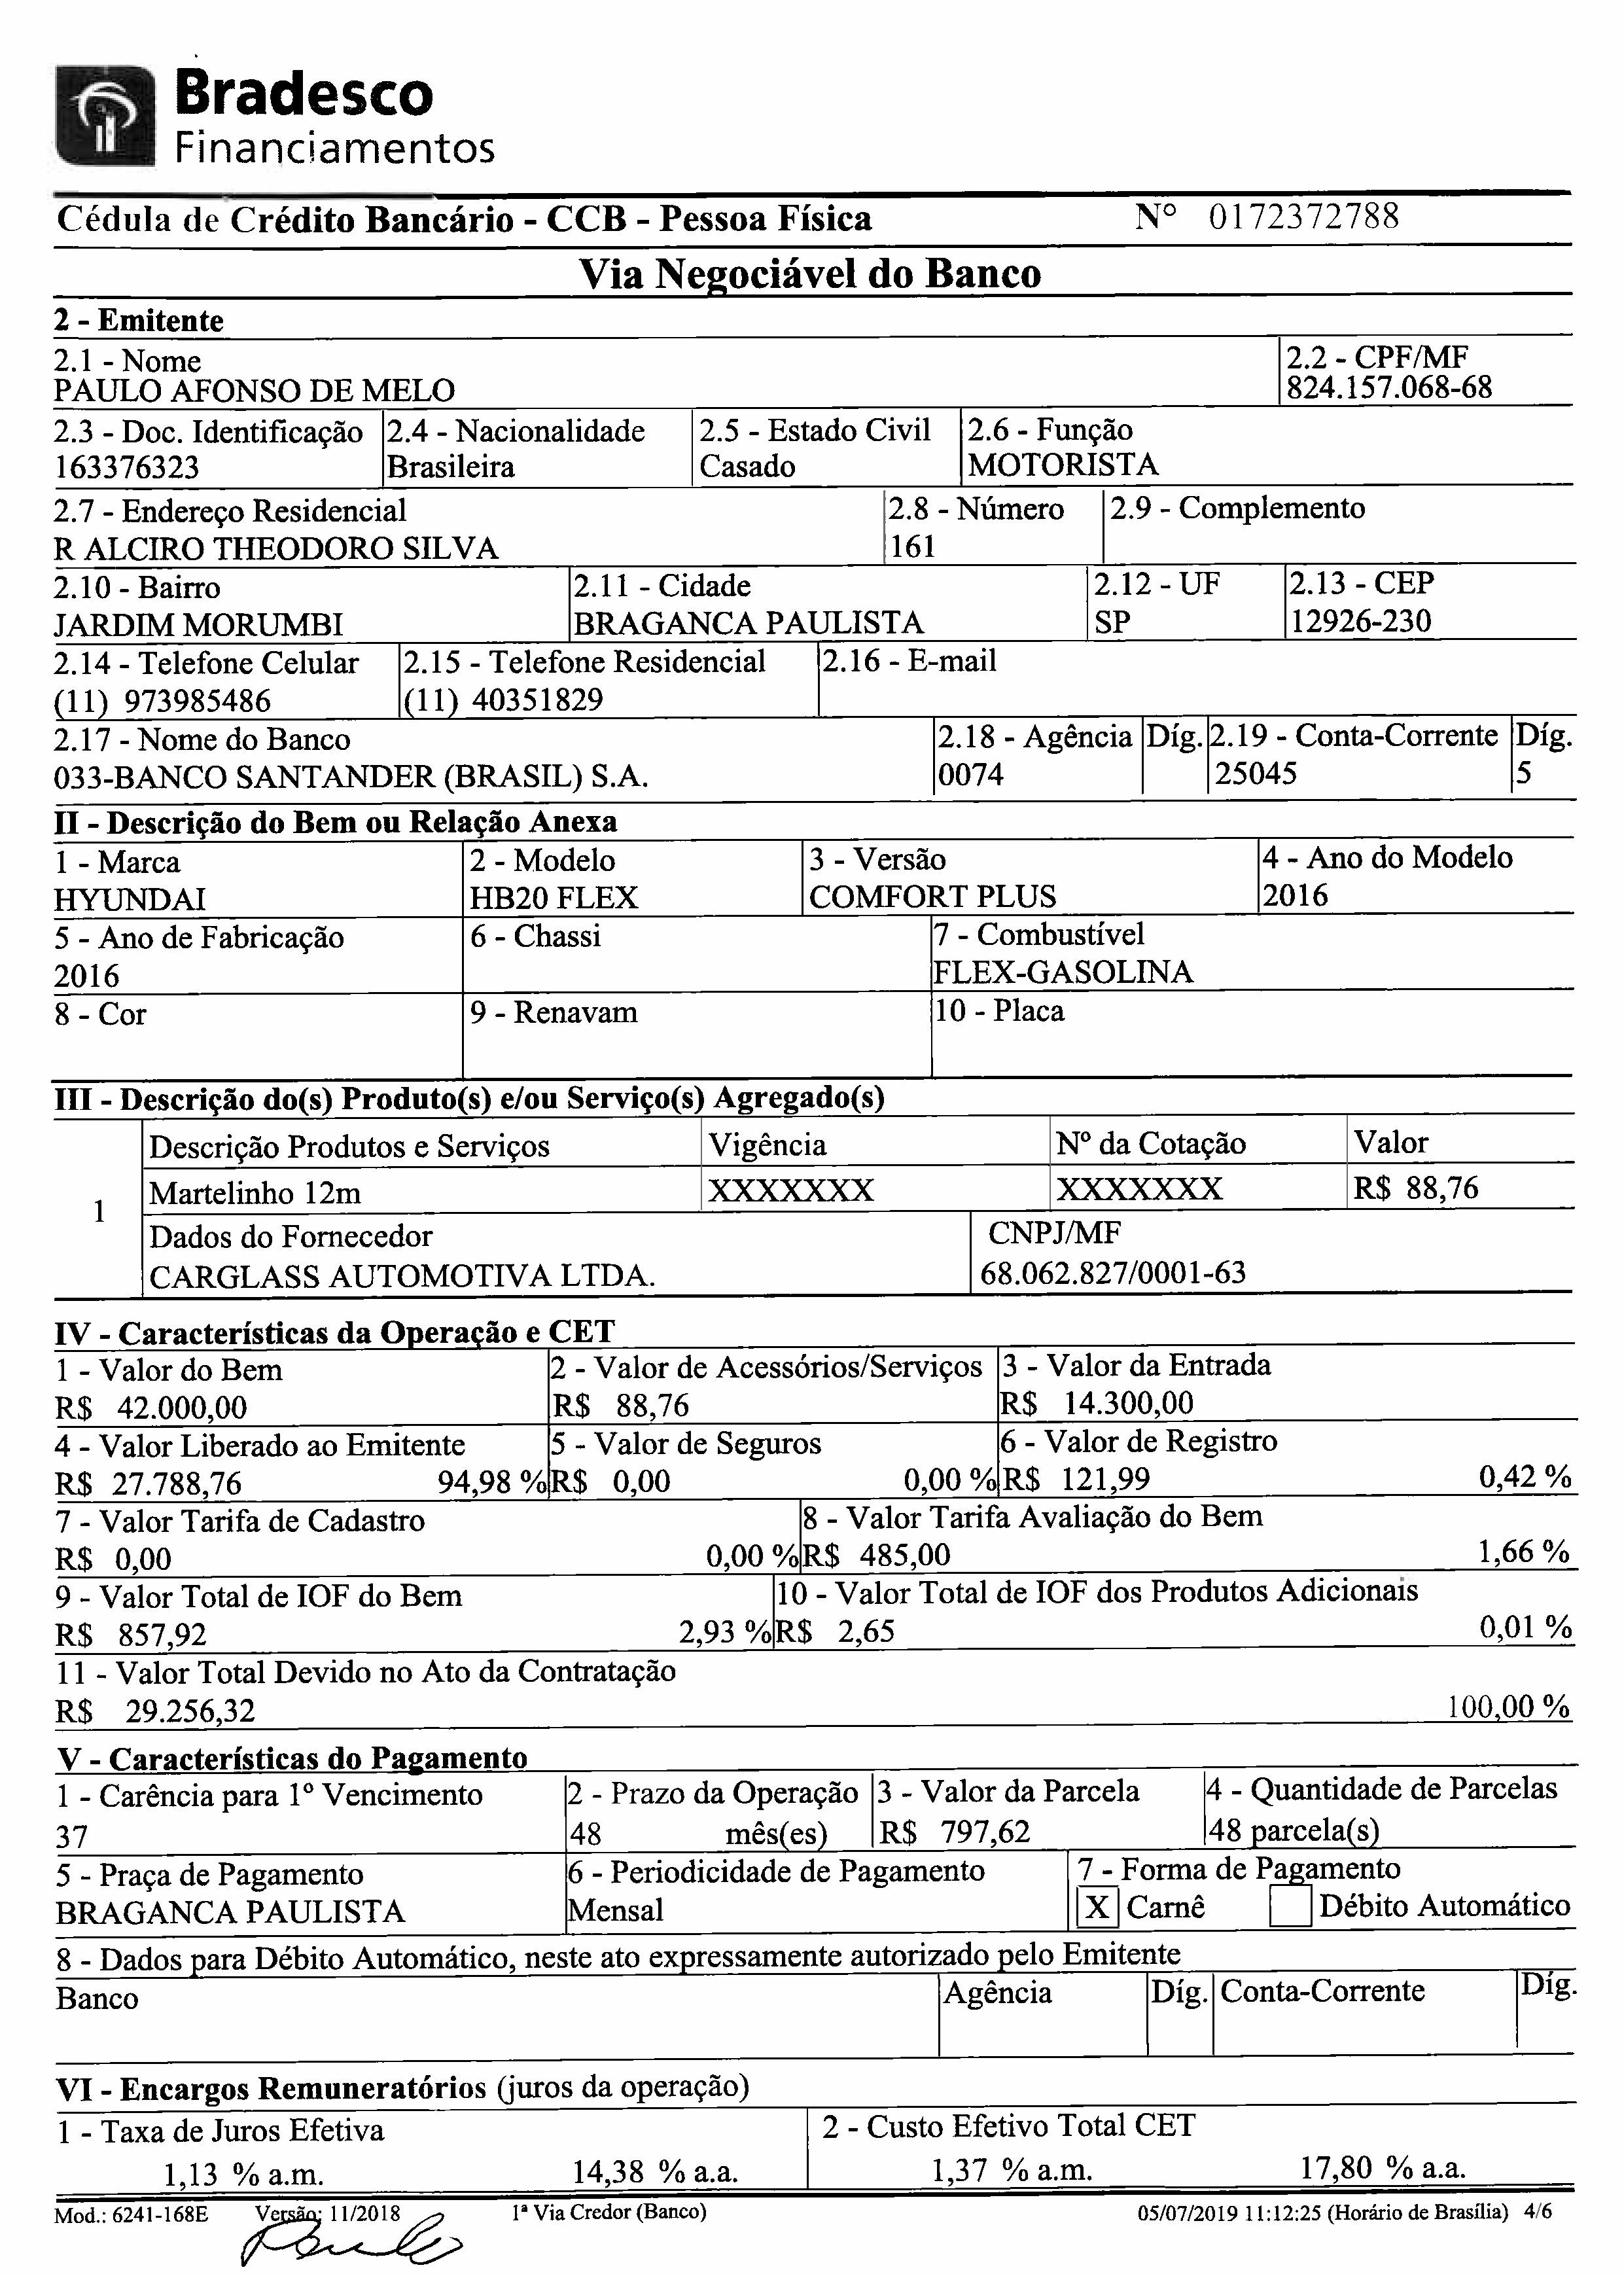 Bradesco
Financiamentos
Cédula de Crédito Bancário - CCB - Pessoa Física Nº 0172372788
Via Negociável do Banco
2 - Emitente
2.1 - Nome 2.2 - CPF/MF
PAULO AFONSO DE MELO 824.157.068-68
2.3 - Doc. Identificação 2.4 - Nacionalidade 2.5 - Estado Civil 2.6 - Função
163376323 Brasileira Casado MOTORISTA
2.7 - Endereço Residencial 2.8 - Número 2.9 - Complemento
R ALCIRO THEODORO SILVA 161
2.10 - Bairro 2.11 - Cidade 2.12 - UF 2.13 - CEP
JARDIM MORUMBI BRAGANCA PAULISTA SP 12926-230
2.14 - Telefone Celular 2.15 - Telefone Residencial 2.16 - E-mail
(11) 973985486 (11) 40351829
2.17 - Nome do Banco 2.18 - Agência Díg. 2.19 - Conta-Corrente Díg.
033-BANCO SANTANDER (BRASIL) S.A. 0074 25045 5
II - Descrição do Bem ou Relação Anexa
1 - Marca 2 - Modelo 3 - Versão 4 - Ano do Modelo
HYUNDAI HB20 FLEX COMFORT PLUS 2016
5 - Ano de Fabricação 6 - Chassi 7 - Combustível
2016 FLEX-GASOLINA
8 - Cor 9 - Renavam 10 - Placa
III - Descrição do(s) Produto(s) e/ou Serviço(s) Agregado(s)
Descrição Produtos e Serviços Vigência Nº da Cotação Valor
1 Martelinho 12m XXXXXXX XXXXXXX R$ 88,76
Dados do Fornecedor CNPJ/MF
CARGLASS AUTOMOTIVA LTDA. 68.062.827/0001-63
IV - Características da Operação e CET
1 - Valor do Bem 2 - Valor de Acessórios/Serviços 3 - Valor da Entrada
R$ 42.000,00 R$ 88,76 R$ 14.300,00
4 - Valor Liberado ao Emitente 5 - Valor de Seguros 6 - Valor de Registro
R$ 27.788,76 94,98 % R$ 0,00 0,00 % R$ 121,99 0,42 %
7 - Valor Tarifa de Cadastro 8 - Valor Tarifa Avaliação do Bem
R$ 0,00 0,00 % R$ 485,00 1,66 %
9 - Valor Total de IOF do Bem 10 - Valor Total de IOF dos Produtos Adicionais
R$ 857,92 2,93 % R$ 2,65 0,01 %
11 - Valor Total Devido no Ato da Contratação
R$ 29.256,32 100,00 %
V - Características do Pagamento
1 - Carência para 1º Vencimento 2 - Prazo da Operação 3 - Valor da Parcela 4 - Quantidade de Parcelas
37 48 mês(es) R$ 797,62 48 parcela(s)
5 - Praça de Pagamento 6 - Periodicidade de Pagamento 7 - Forma de Pagamento
BRAGANCA PAULISTA Mensal X Carnê Débito Automático
8 - Dados para Débito Automático, neste ato expressamente autorizado pelo Emitente
Banco Agência Díg. Conta-Corrente Díg.
VI - Encargos Remuneratórios (juros da operação)
1 - Taxa de Juros Efetiva 2 - Custo Efetivo Total CET
1,13 % a.m. 14,38 % a.a. 1,37 % a.m. 17,80 % a.a.
Mod.: 6241-168E Versão: 11/2018 1ª Via Credor (Banco) 05/07/2019 11:12:25 (Horário de Brasília) 4/6
Paulo